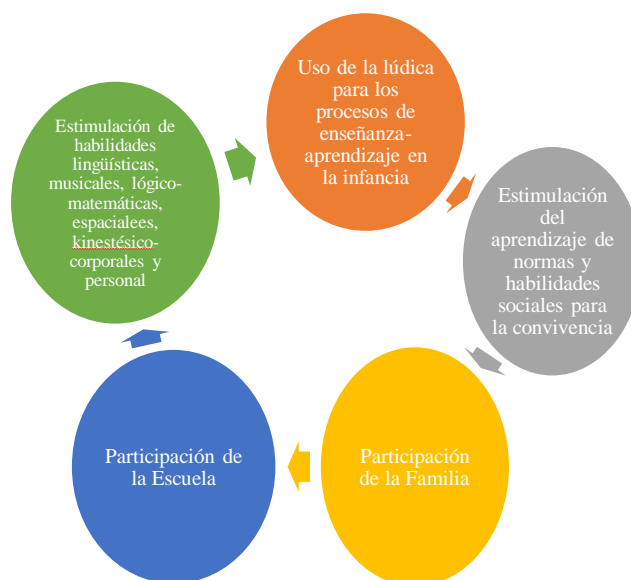 Uso de la lúdica
para los
procesos de
enseñanza-
aprendizaje en
la infancia
Estimulación
del
aprendizaje de
normas y
habilidades
sociales para
la convivencia
Participación
de la Familia
Participación de
la Escuela
Estimulación de
habilidades
lingüísticas,
musicales, lógico-
matemáticas,
espacialees,
kinestésico-
corporales y
personal